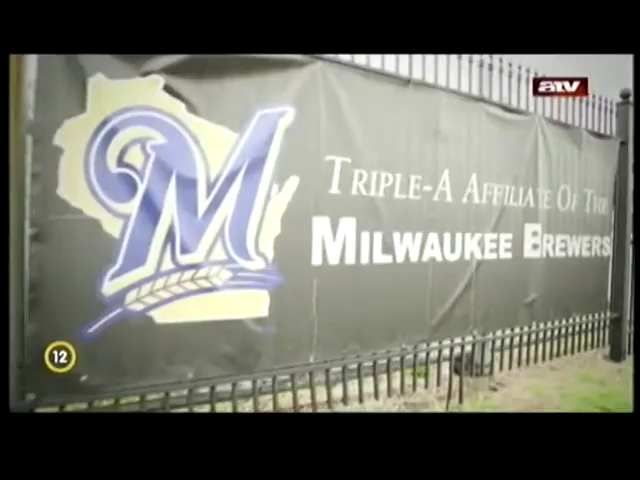 atv
M
TRIPLE-A AFFILIATE OF THE
MILWAUKEE BREWERS
12